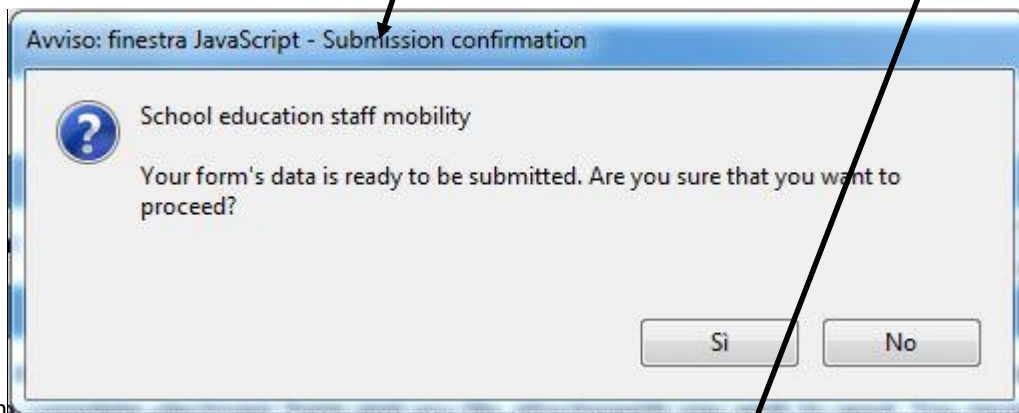 Avviso: finestra JavaScript - Submission confirmation
School education staff mobility
Your form's data is ready to be submitted. Are you sure that you want to
proceed?
Sì
No